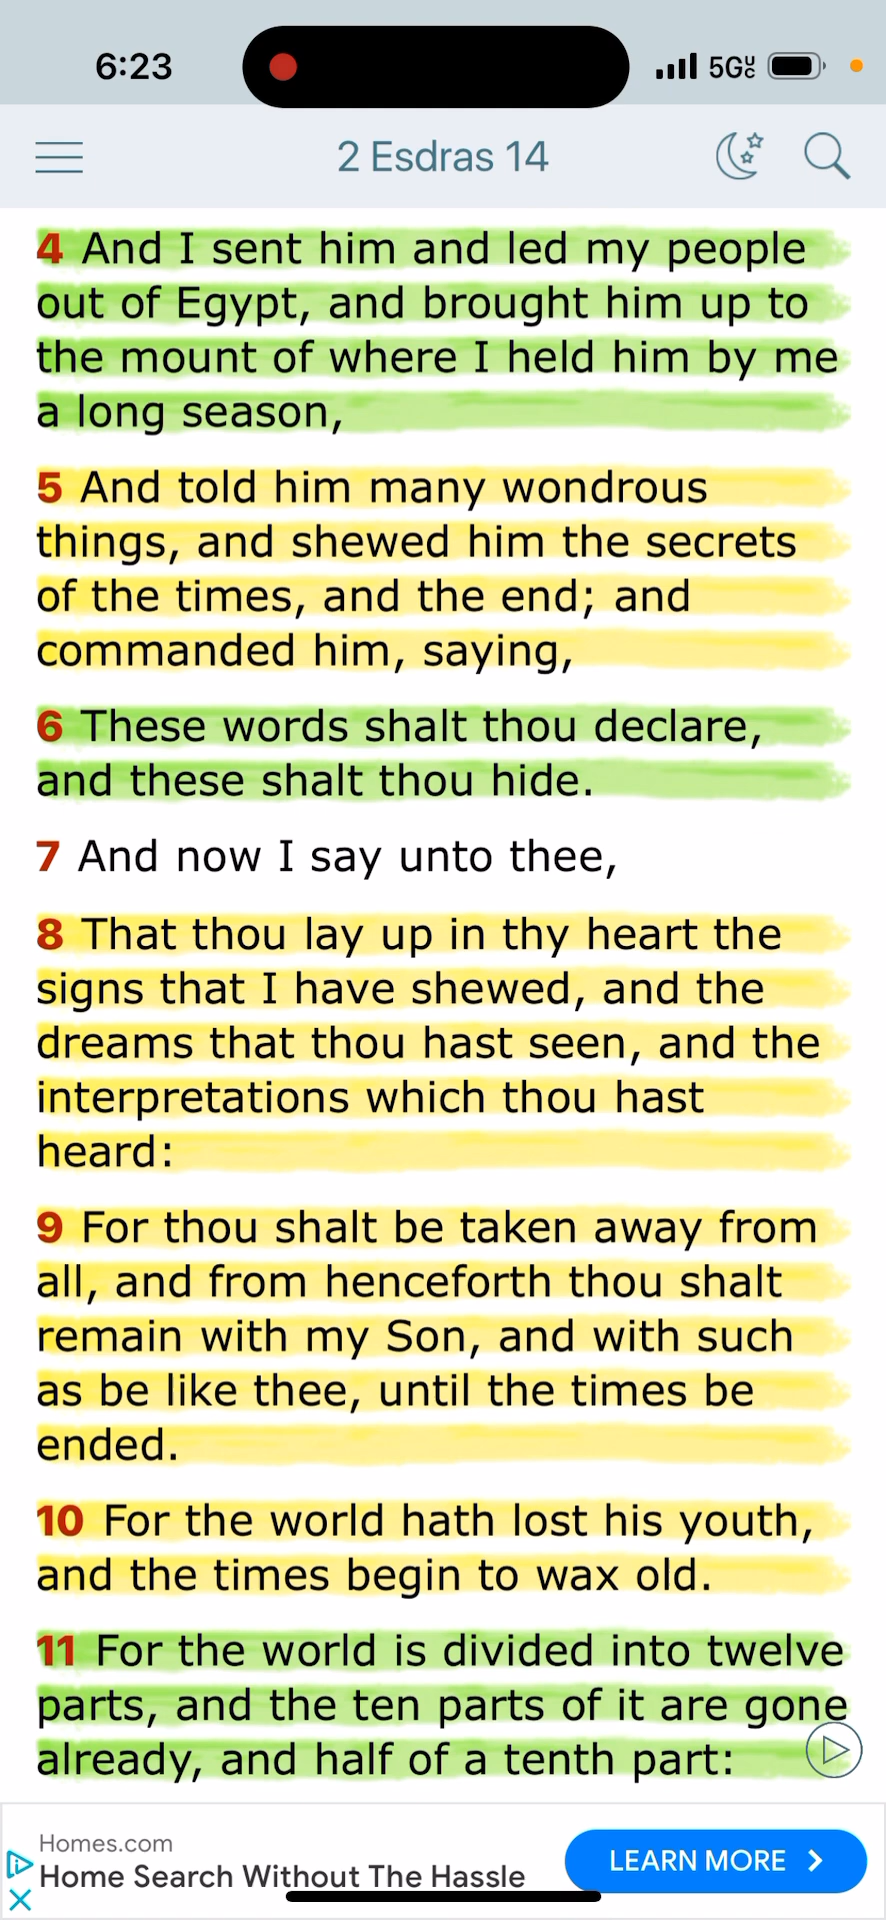 6:23
5GUC
2 Esdras 14
4 And I sent him and led my people
out of Egypt, and brought him up to
the mount of where I held him by me
a long season,
5 And told him many wondrous
things, and shewed him the secrets
of the times, and the end; and
commanded him, saying,
6 These words shalt thou declare,
and these shalt thou hide.
7 And now I say unto thee,
8 That thou lay up in thy heart the
signs that I have shewed, and the
dreams that thou hast seen, and the
interpretations which thou hast
heard:
9 For thou shalt be taken away from
all, and from henceforth thou shalt
remain with my Son, and with such
as be like thee, until the times be
ended.
10 For the world hath lost his youth,
and the times begin to wax old.
11 For the world is divided into twelve
parts, and the ten parts of it are gone
already, and half of a tenth part:
Homes.com
Home Search Without The Hassle
LEARN MORE